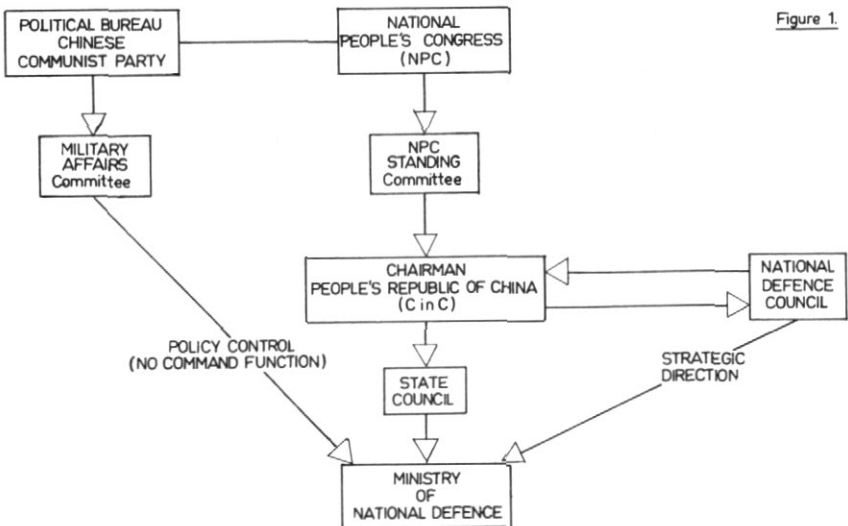 Figure 1.
POLITICAL BUREAU
CHINESE
COMMUNIST PARTY
NATIONAL
PEOPLE'S CONGRESS
(NPC)
MILITARY
AFFAIRS
Committee
NPC
STANDING
Committee
CHAIRMAN
PEOPLE'S REPUBLIC OF CHINA
(C in C)
NATIONAL
DEFENCE
COUNCIL
POLICY CONTROL
(NO COMMAND FUNCTION)
STRATEGIC
DIRECTION
STATE
COUNCIL
MINISTRY
OF
NATIONAL DEFENCE